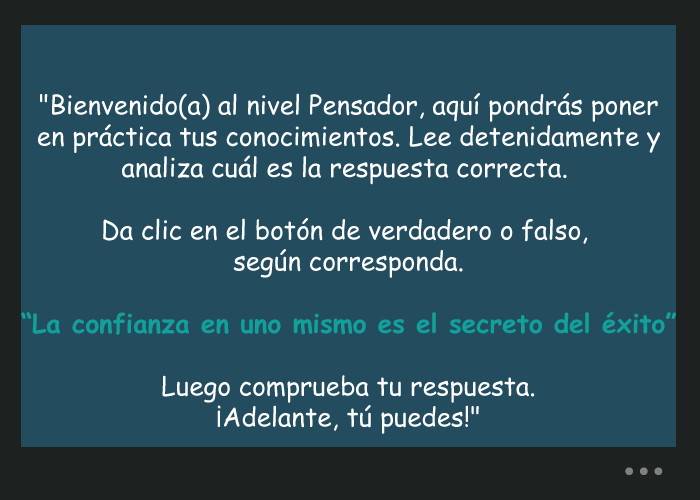 "Bienvenido(a) al nivel Pensador, aquí pondrás poner
en práctica tus conocimientos. Lee detenidamente y
analiza cuál es la respuesta correcta.
Da clic en el botón de verdadero o falso,
según corresponda.
“La confianza en uno mismo es el secreto del éxito”
Luego comprueba tu respuesta.
¡Adelante, tú puedes!"